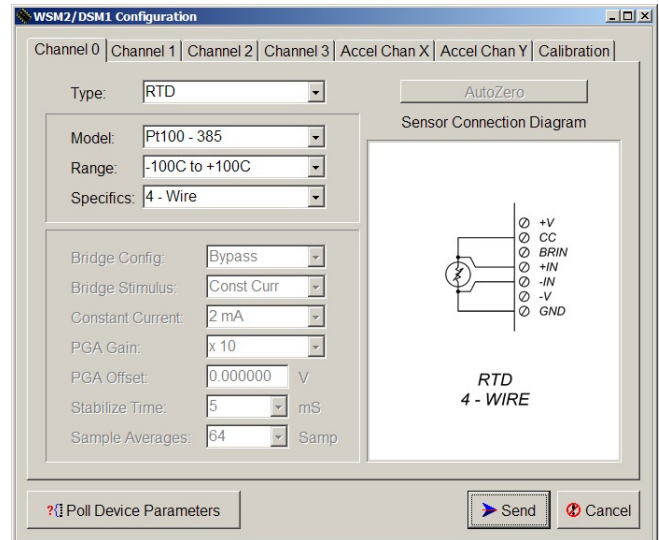 WSM2/DSM1 Configuration
Channel 0 Channel 1 Channel 2 Channel 3 Accel Chan X Accel Chan Y Calibration
Type: RTD
AutoZero
Sensor Connection Diagram
Model: Pt100 - 385
Range: -100C to +100C
Specifics: 4 - Wire
Bridge Config: Bypass
Bridge Stimulus: Const Curr
Constant Current: 2 mA
PGA Gain: x 10
PGA Offset: 0.000000 V
Stabilize Time: 5 mS
Sample Averages: 64 Samp
+V
CC
BRIN
+IN
-IN
-V
GND
RTD
4 - WIRE
?{} Poll Device Parameters
Send
Cancel